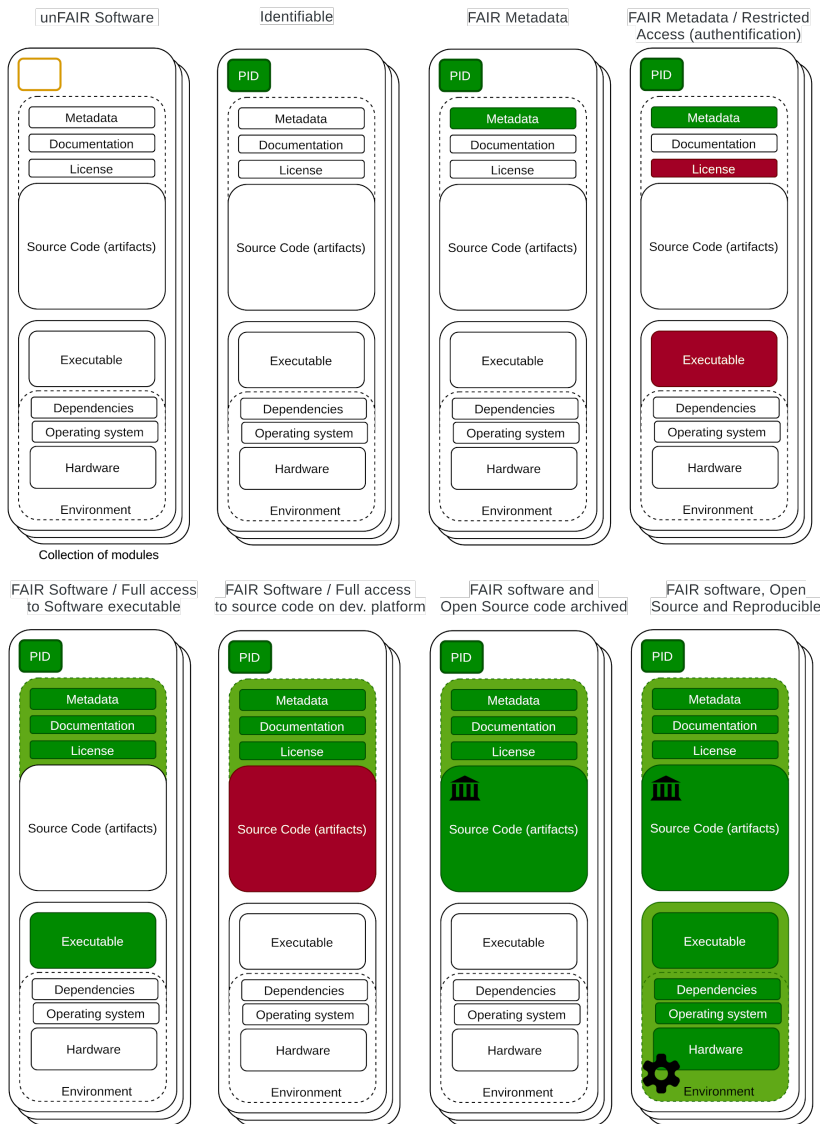 unFAIR Software
Metadata
Documentation
License
Source Code (artifacts)
Executable
Dependencies
Operating system
Hardware
Environment
Collection of modules
Identifiable
PID
Metadata
Documentation
License
Source Code (artifacts)
Executable
Dependencies
Operating system
Hardware
Environment
FAIR Metadata
PID
Metadata
Documentation
License
Source Code (artifacts)
Executable
Dependencies
Operating system
Hardware
Environment
FAIR Metadata / Restricted
Access (authentification)
PID
Metadata
Documentation
License
Source Code (artifacts)
Executable
Dependencies
Operating system
Hardware
Environment
FAIR Software / Full access
to Software executable
PID
Metadata
Documentation
License
Source Code (artifacts)
Executable
Dependencies
Operating system
Hardware
Environment
FAIR Software / Full access
to source code on dev. platform
PID
Metadata
Documentation
License
Source Code (artifacts)
Executable
Dependencies
Operating system
Hardware
Environment
FAIR software and
Open Source code archived
PID
Metadata
Documentation
License
Source Code (artifacts)
Executable
Dependencies
Operating system
Hardware
Environment
FAIR software, Open
Source and Reproducible
PID
Metadata
Documentation
License
Source Code (artifacts)
Executable
Dependencies
Operating system
Hardware
Environment